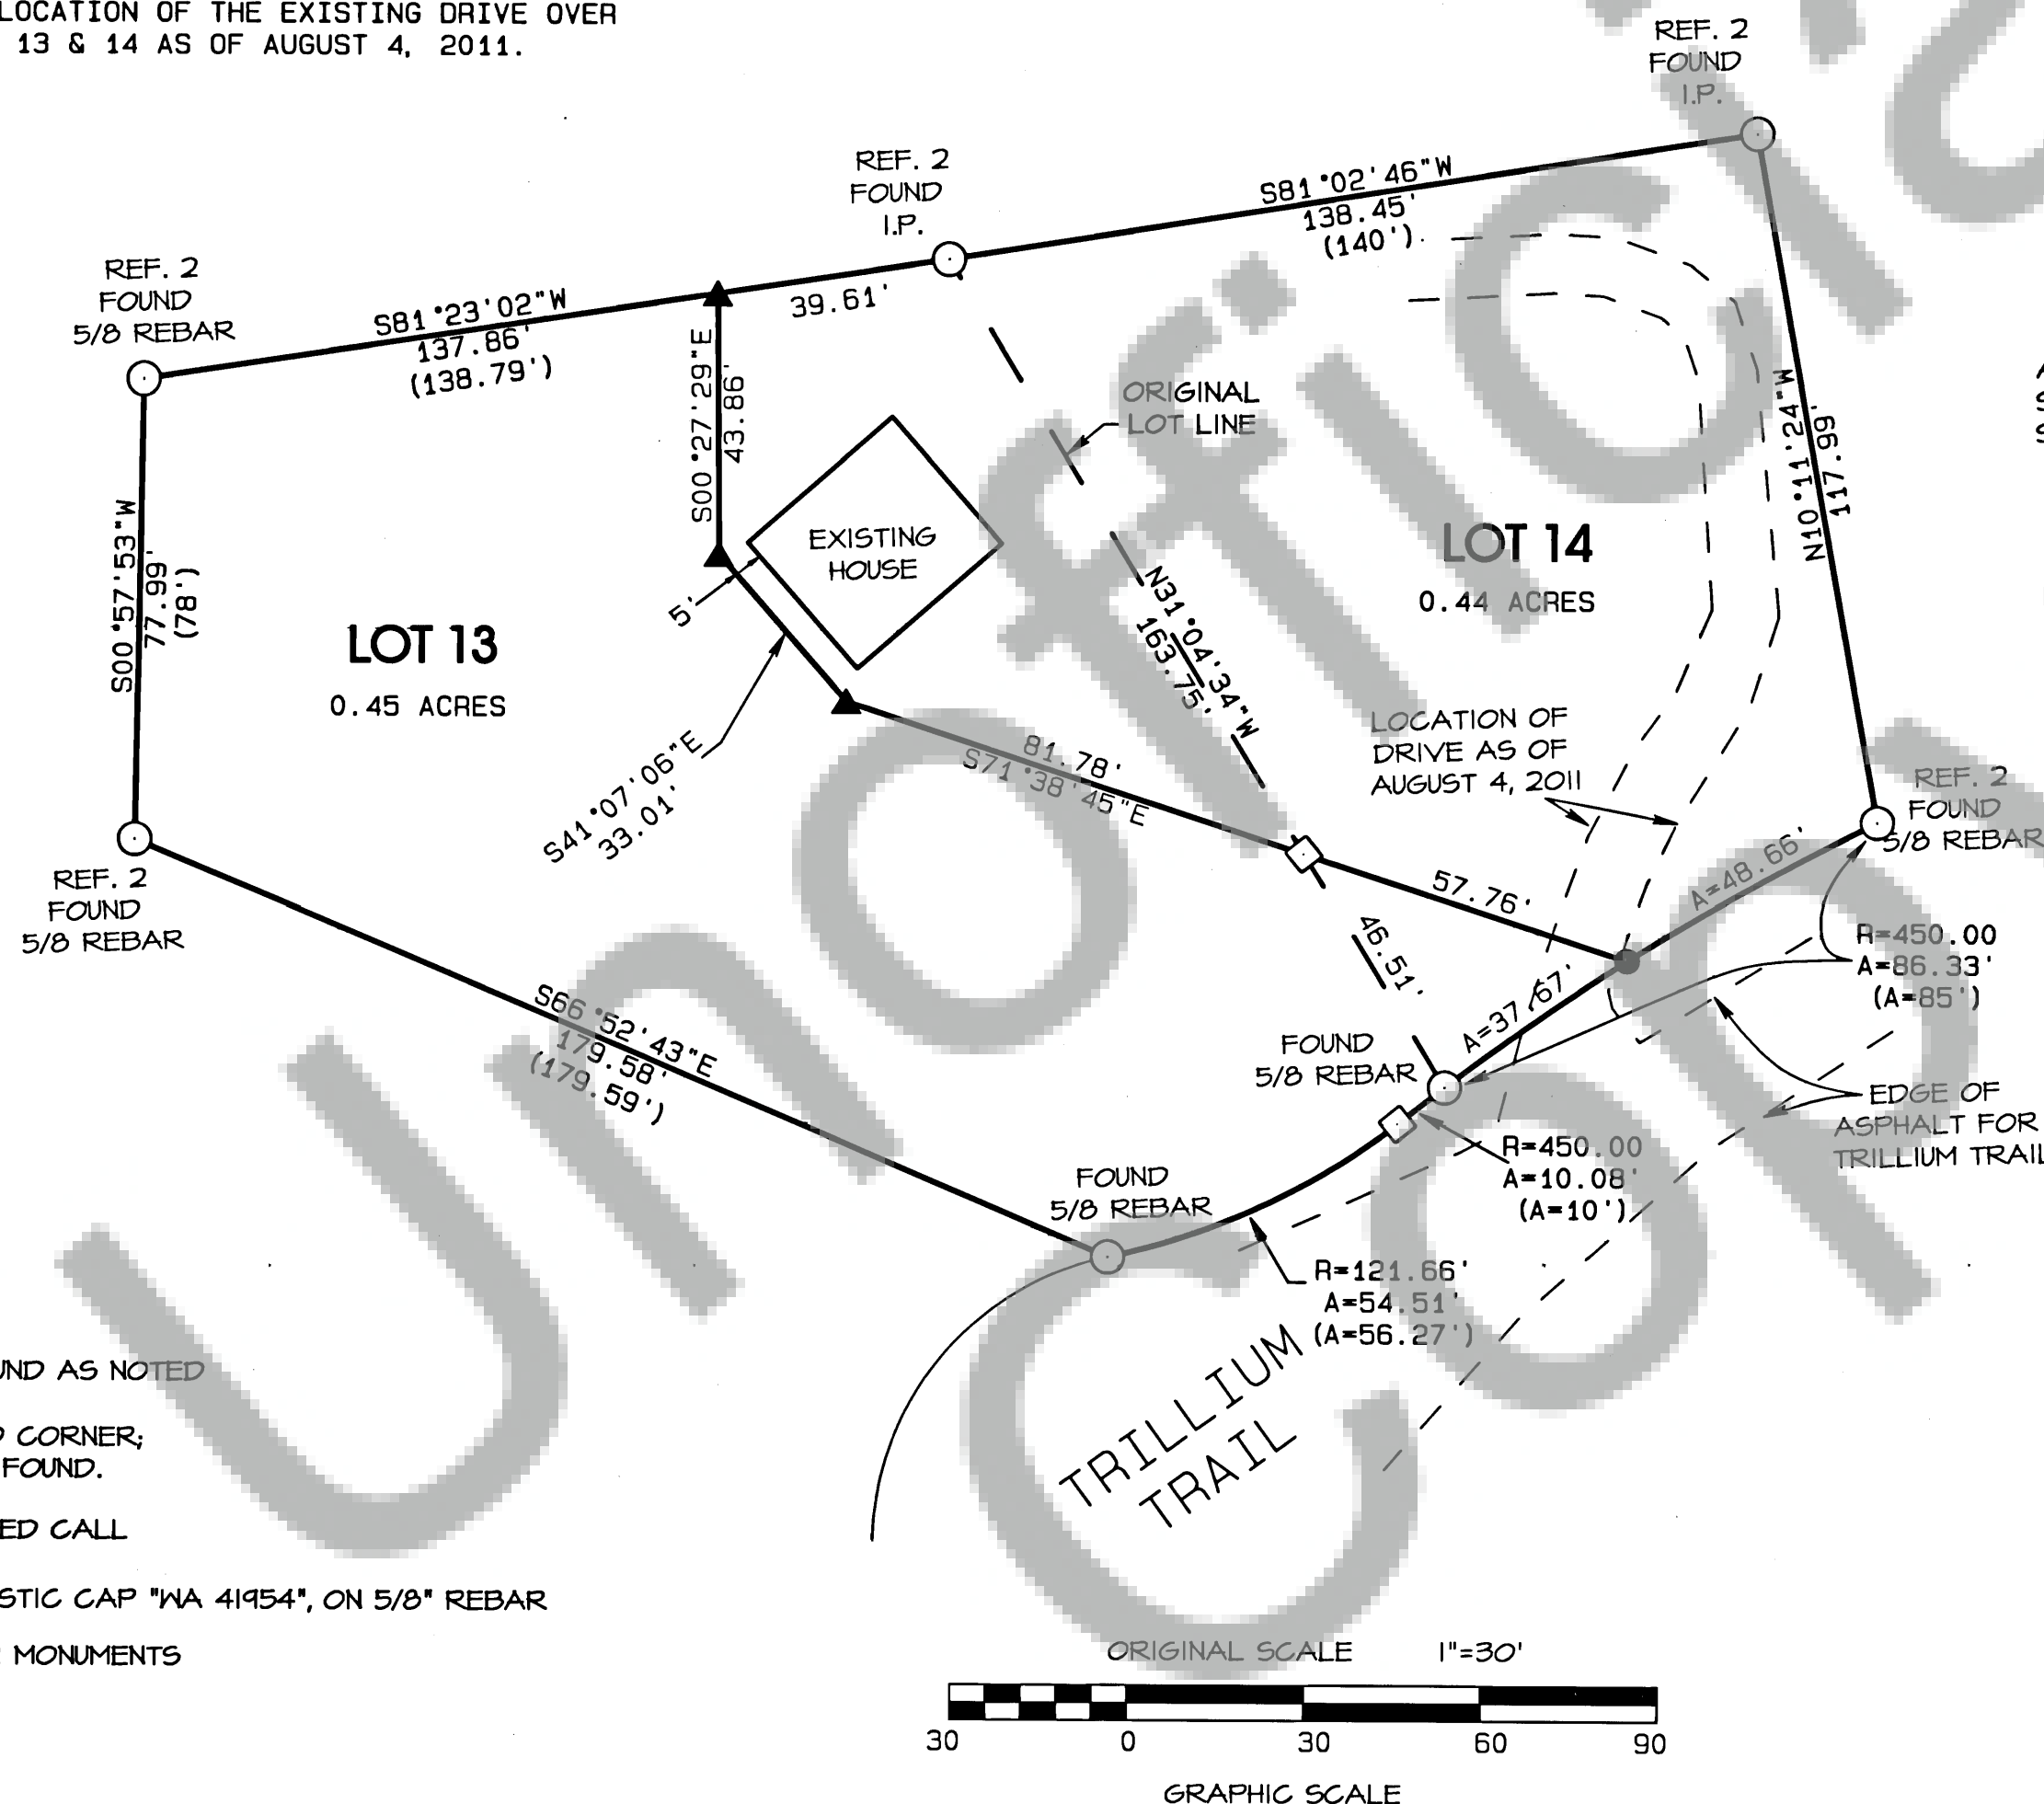 LOCATION OF THE EXISTING DRIVE OVER
13 & 14 AS OF AUGUST 4, 2011.
REF. 2
FOUND
I.P.
REF. 2
FOUND
I.P.
S81°02'46"W
138.45'
(140')
REF. 2
FOUND
5/8 REBAR
S81°23'02"W
137.86'
(138.79')
39.61'
S00°27'29"E
43.86'
ORIGINAL
LOT LINE
N10°11'24"W
117.99'
EXISTING
HOUSE
5'
LOT 14
0.44 ACRES
S00°57'53"W
77.99'
(78')
LOT 13
0.45 ACRES
N31°04'34"W
163.75'
S41°07'06"E
33.01'
81.78'
S71°38'45"E
LOCATION OF
DRIVE AS OF
AUGUST 4, 2011
REF. 2
FOUND
5/8 REBAR
REF. 2
FOUND
5/8 REBAR
57.76'
A=48.66'
46.51'
A=37.67'
R=450.00
A=86.33'
(A=85')
S66°52'43"E
179.58'
(179.59')
FOUND
5/8 REBAR
EDGE OF
ASPHALT FOR
TRILLIUM TRAIL
R=450.00
A=10.08'
(A=10')
FOUND
5/8 REBAR
R=121.66'
A=54.51'
(A=56.27')
TRILLIUM
TRAIL
AS NOTED
CORNER;
FOUND.
CALL
CAP "WA 41954", ON 5/8" REBAR
MONUMENTS
ORIGINAL SCALE 1"=30'
30 0 30 60 90
GRAPHIC SCALE
Unofficial
Copy